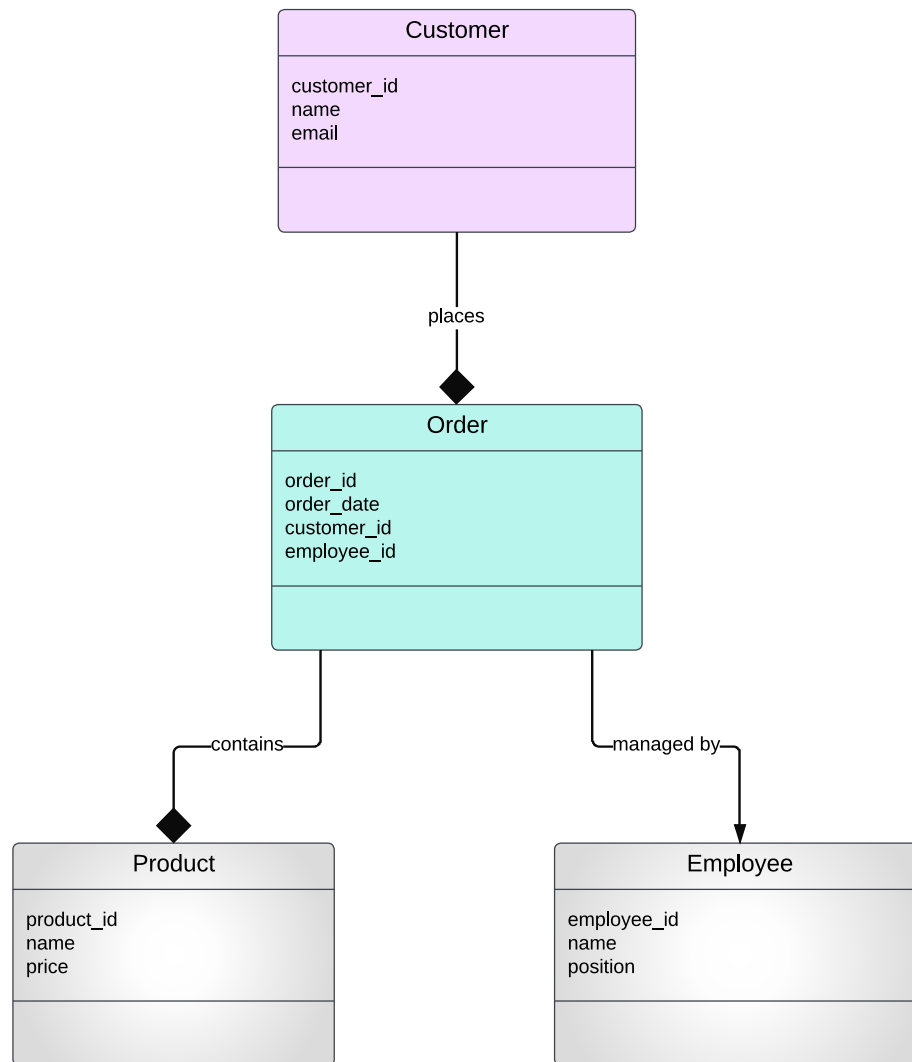 Customer
customer_id
name
email
places
Order
order_id
order_date
customer_id
employee_id
contains
managed by
Product
product_id
name
price
Employee
employee_id
name
position